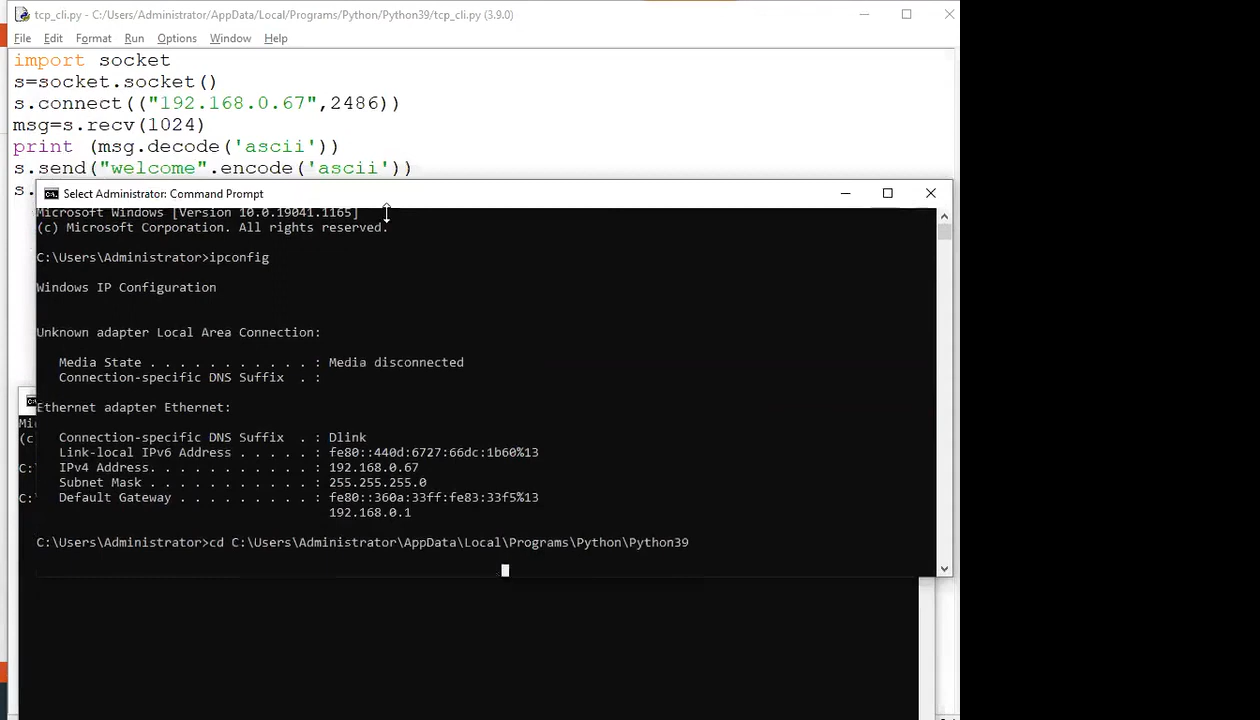 tcp_cli.py - C:/Users/Administrator/AppData/Local/Programs/Python/Python39/tcp_cli.py (3.9.0)
File Edit Format Run Options Window Help
import socket
s=socket.socket()
s.connect(("192.168.0.67",2486))
msg=s.recv(1024)
print (msg.decode('ascii'))
s.send("welcome".encode('ascii'))
s.
Select Administrator: Command Prompt
Microsoft Windows [Version 10.0.19041.1165]
(c) Microsoft Corporation. All rights reserved.
C:\Users\Administrator>ipconfig
Windows IP Configuration
Unknown adapter Local Area Connection:
Media State . . . . . . . . . . . : Media disconnected
Connection-specific DNS Suffix  . :
Ethernet adapter Ethernet:
Connection-specific DNS Suffix  . : Dlink
Link-local IPv6 Address . . . . . : fe80::440d:6727:66dc:1b60%13
IPv4 Address. . . . . . . . . . . : 192.168.0.67
Subnet Mask . . . . . . . . . . . : 255.255.255.0
Default Gateway . . . . . . . . . : fe80::360a:33ff:fe83:33f5%13
192.168.0.1
C:\Users\Administrator>cd C:\Users\Administrator\AppData\Local\Programs\Python\Python39
Mi
(c
C:
C: